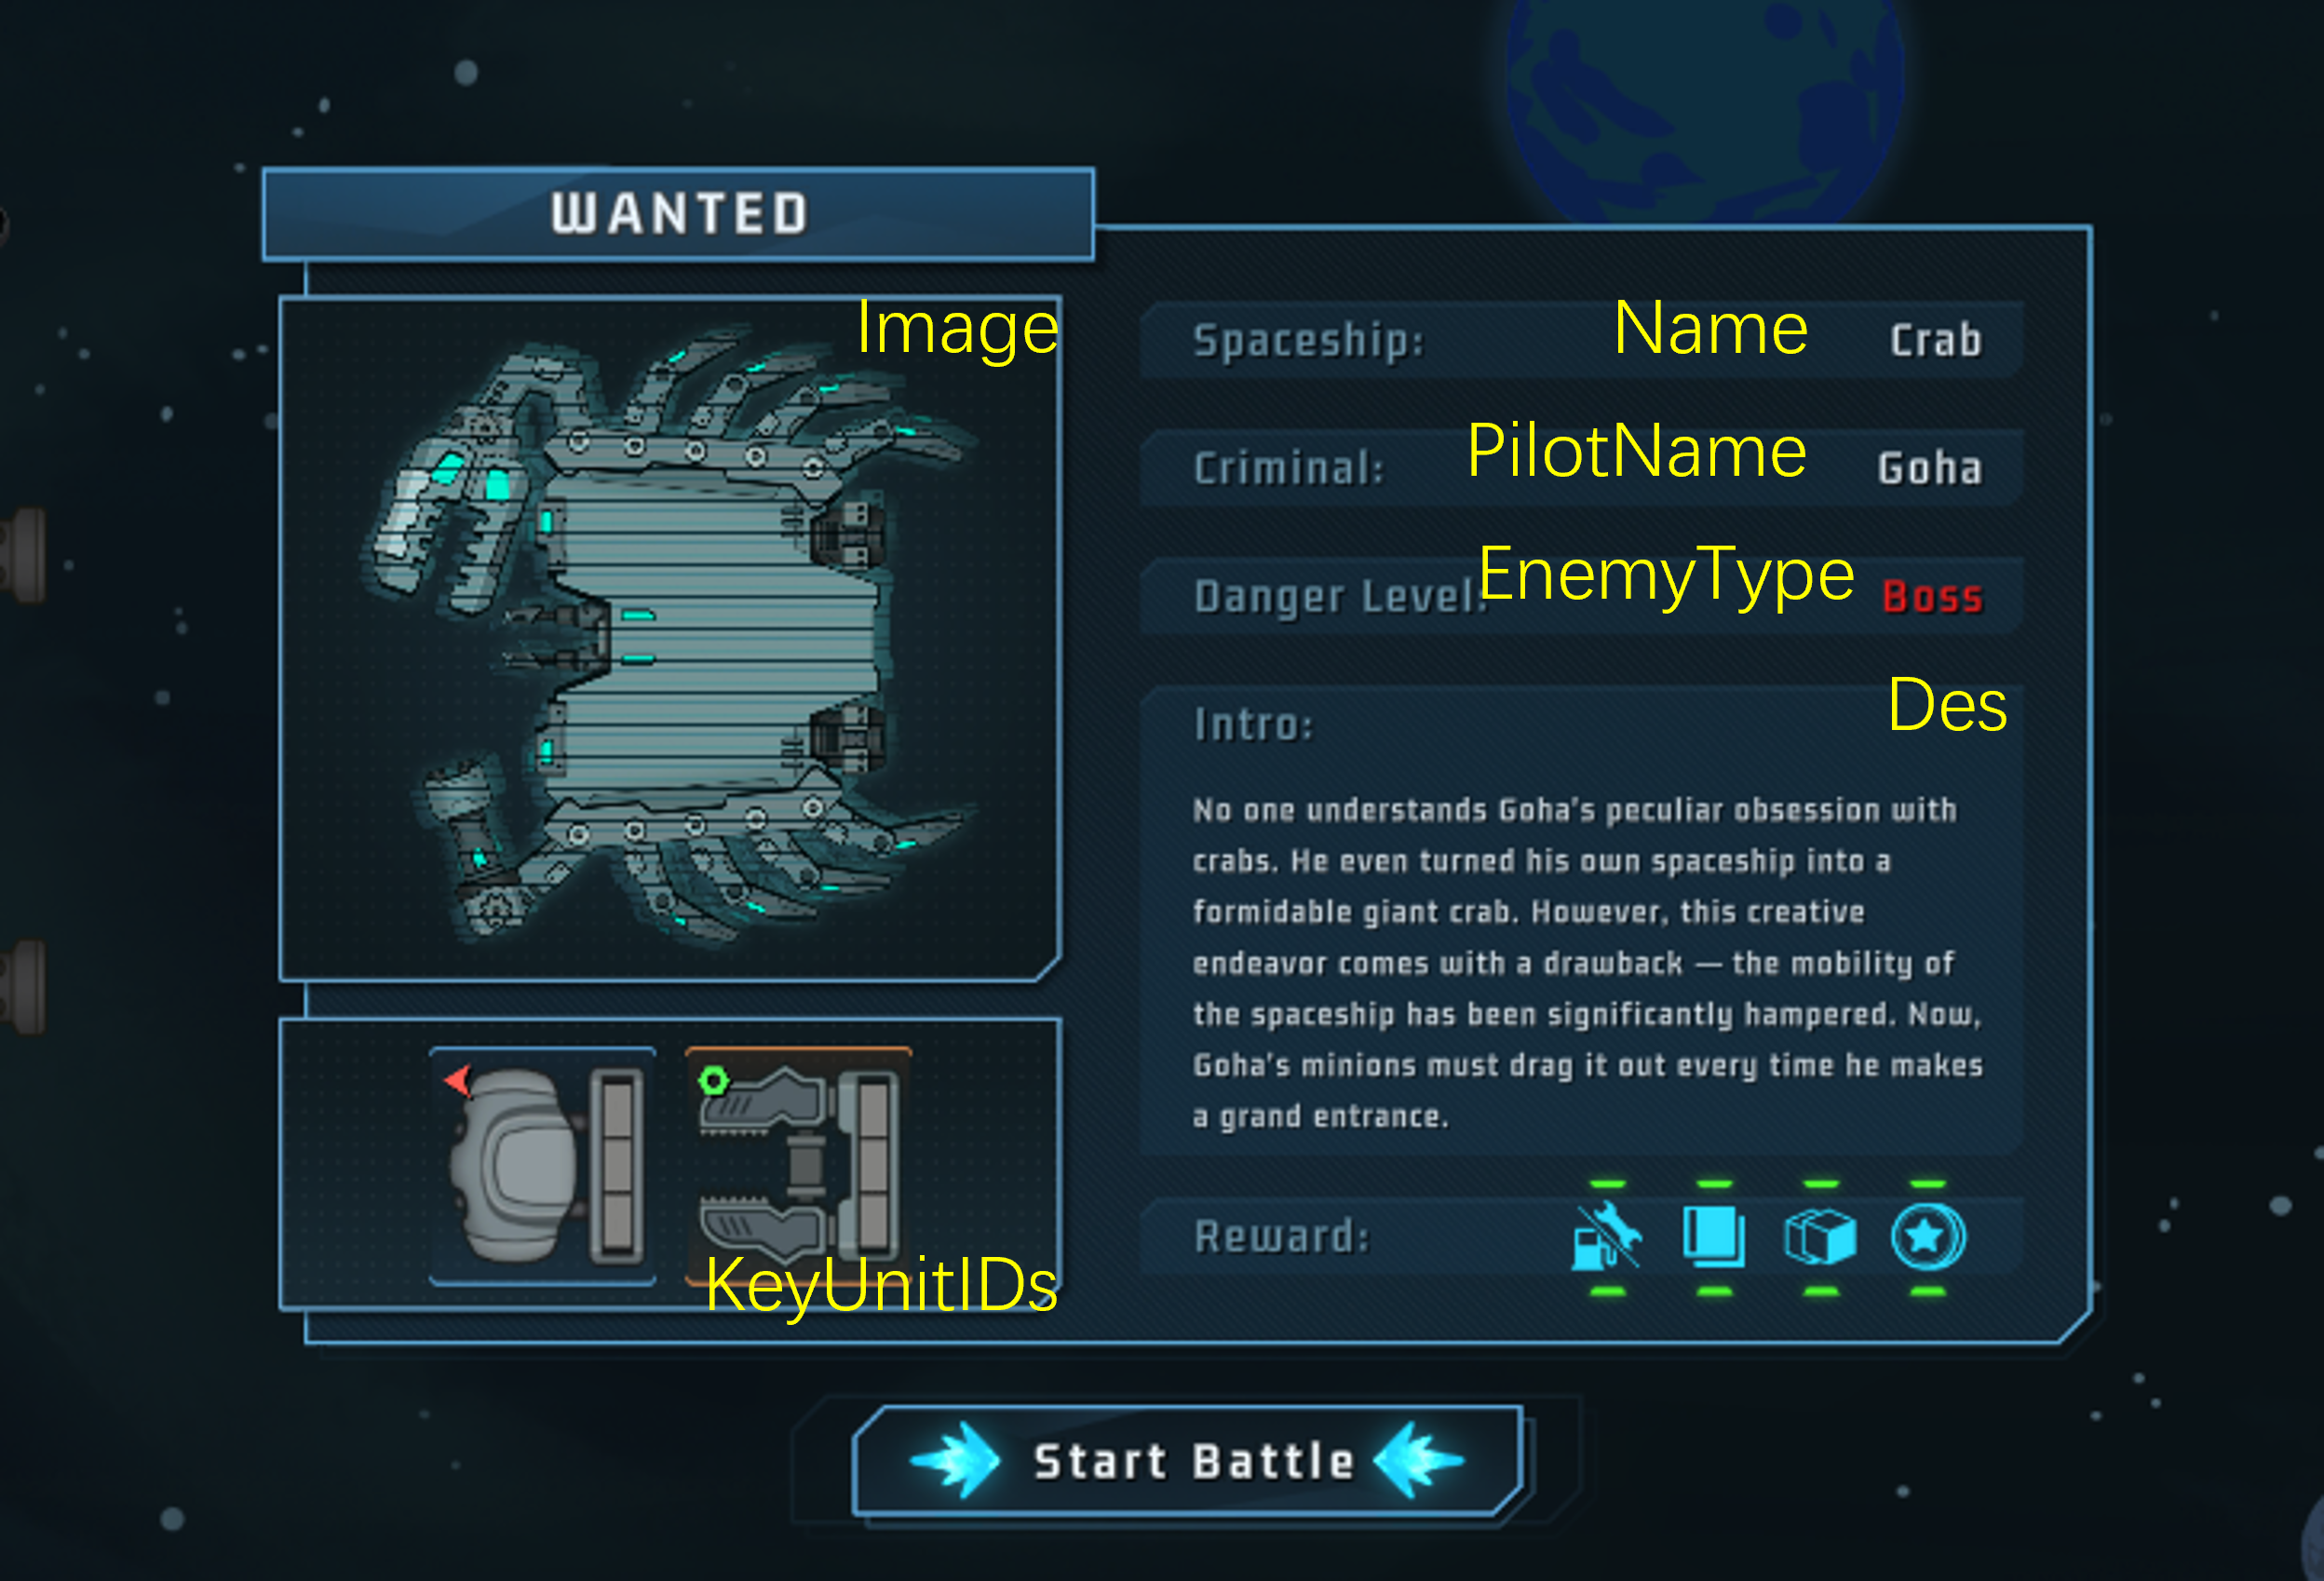 WANTED
Image
Spaceship: Name Crab
Criminal: PilotName Goha
Danger Level: EnemyType Boss
Des
Intro:
No one understands Goha's peculiar obsession with
crabs. He even turned his own spaceship into a
formidable giant crab. However, this creative
endeavor comes with a drawback — the mobility of
the spaceship has been significantly hampered. Now,
Goha's minions must drag it out every time he makes
a grand entrance.
KeyUnitIDs
Reward:
Start Battle